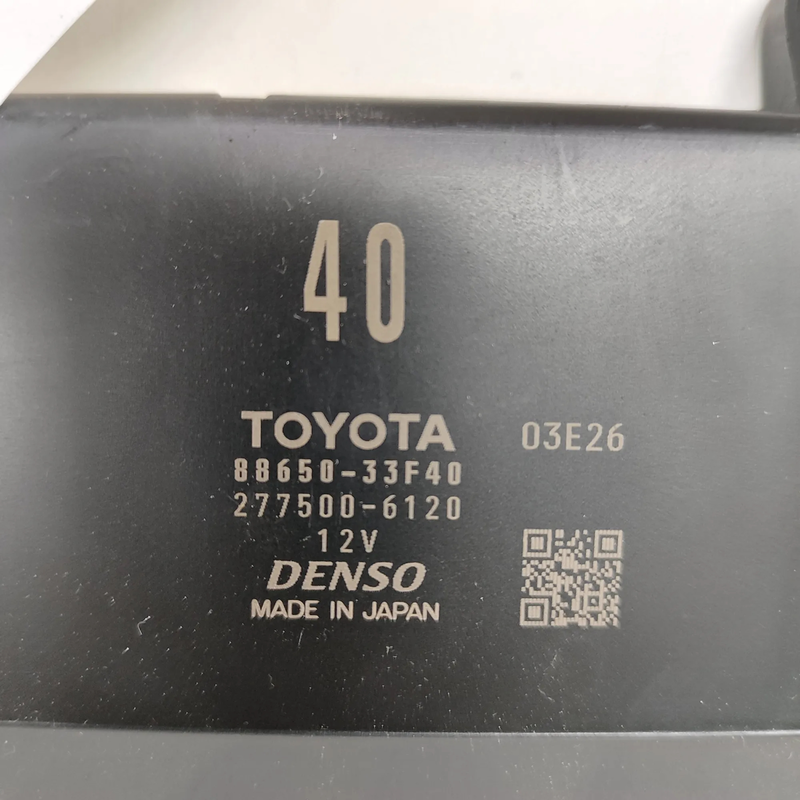 40
TOYOTA 03E26
88650-33F40
277500-6120
12V
DENSO
MADE IN JAPAN